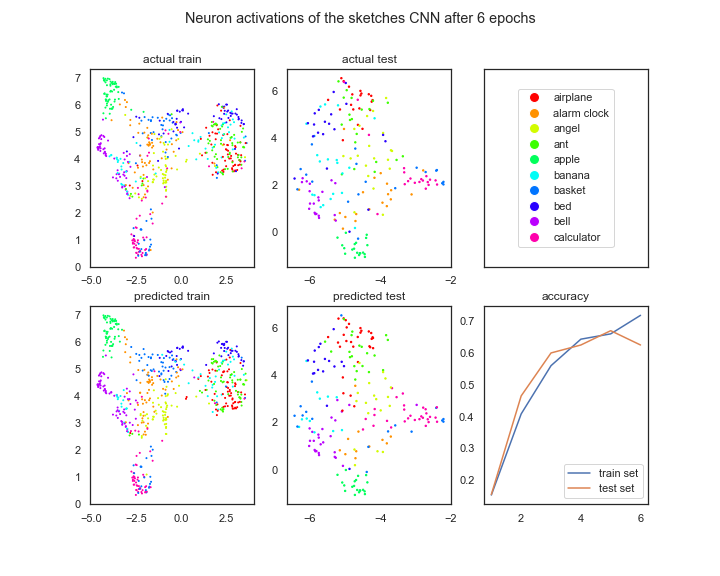 Neuron activations of the sketches CNN after 6 epochs
actual train
7
6
5
4
3
2
1
0
−5.0 −2.5 0.0 2.5
actual test
6
4
2
0
−6 −4 −2
airplane
alarm clock
angel
ant
apple
banana
basket
bed
bell
calculator
predicted train
7
6
5
4
3
2
1
0
−5.0 −2.5 0.0 2.5
predicted test
6
4
2
0
−6 −4 −2
accuracy
0.7
0.6
0.5
0.4
0.3
0.2
train set
test set
2 4 6